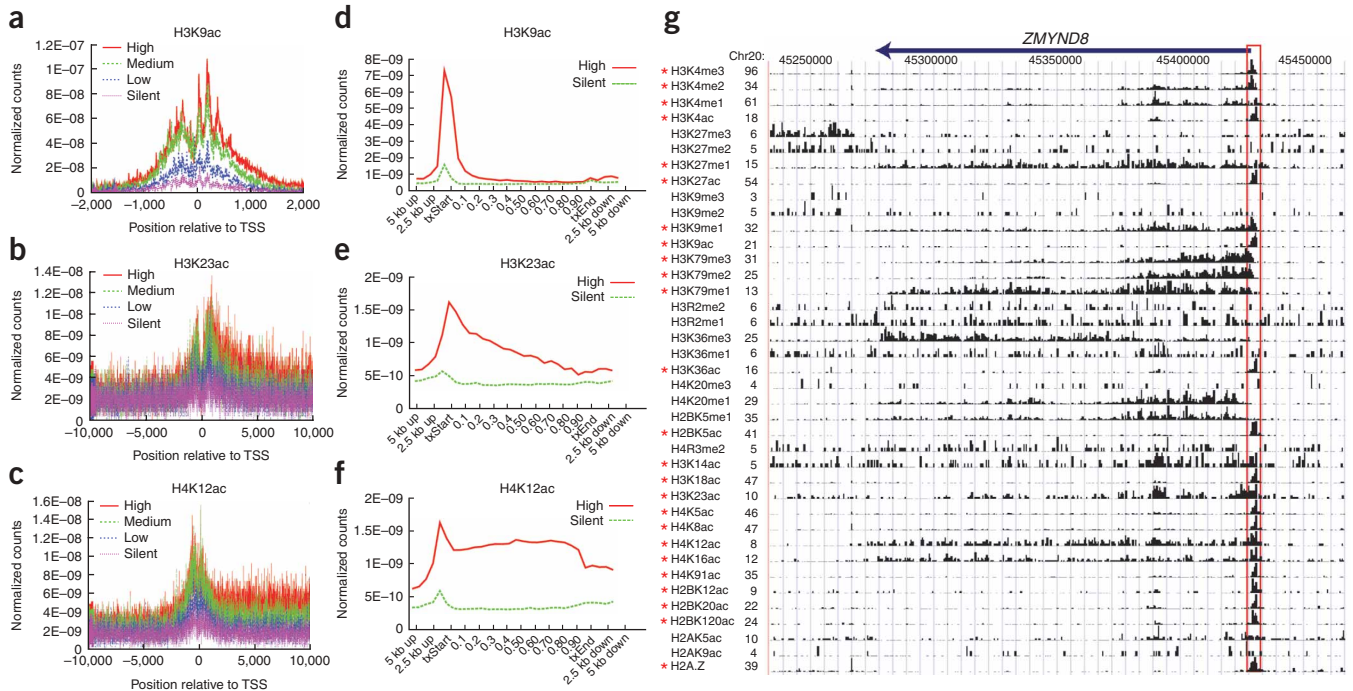 a
H3K9ac
Normalized counts
1.2E–07
1E–07
8E–08
6E–08
4E–08
2E–08
0
High
Medium
Low
Silent
–2,000
–1,000
0
1,000
2,000
Position relative to TSS
b
H3K23ac
Normalized counts
1.4E–08
1.2E–08
1E–08
8E–09
6E–09
4E–09
2E–09
0
High
Medium
Low
Silent
–10,000
–5,000
0
5,000
10,000
Position relative to TSS
c
H4K12ac
Normalized counts
1.6E–08
1.4E–08
1.2E–08
1E–08
8E–09
6E–09
4E–09
2E–09
0
High
Medium
Low
Silent
–10,000
–5,000
0
5,000
10,000
Position relative to TSS
d
H3K9ac
Normalized counts
8E–09
7E–09
6E–09
5E–09
4E–09
3E–09
2E–09
1E–09
0
High
Silent
5 kb up
2.5 kb up
txStart
0.1
0.2
0.3
0.4
0.50
0.60
0.70
0.80
0.90
txEnd
2.5 kb down
5 kb down
e
H3K23ac
Normalized counts
2E–09
1.5E–09
1E–09
5E–10
0
High
Silent
5 kb up
2.5 kb up
txStart
0.1
0.2
0.3
0.4
0.50
0.60
0.70
0.80
0.90
txEnd
2.5 kb down
5 kb down
f
H4K12ac
Normalized counts
2E–09
1.5E–09
1E–09
5E–10
0
High
Silent
5 kb up
2.5 kb up
txStart
0.1
0.2
0.3
0.4
0.50
0.60
0.70
0.80
0.90
txEnd
2.5 kb down
5 kb down
g
ZMYND8
Chr20:
45250000 45300000 45350000 45400000 45450000
* H3K4me3 96
* H3K4me2 34
* H3K4me1 61
* H3K4ac 18
H3K27me3 6
H3K27me2 5
* H3K27me1 15
* H3K27ac 54
H3K9me3 3
H3K9me2 5
* H3K9me1 32
* H3K9ac 21
* H3K79me3 31
* H3K79me2 25
* H3K79me1 13
H3R2me2 6
H3R2me1 6
H3K36me3 25
H3K36me1 6
* H3K36ac 16
H4K20me3 4
H4K20me1 29
H2BK5me1 35
* H2BK5ac 41
H4R3me2 5
* H3K14ac 5
* H3K18ac 47
* H3K23ac 10
* H4K5ac 46
* H4K8ac 47
* H4K12ac 8
* H4K16ac 12
* H4K91ac 35
* H2BK12ac 9
* H2BK20ac 22
* H2BK120ac 24
H2AK5ac 10
H2AK9ac 4
* H2A.Z 39